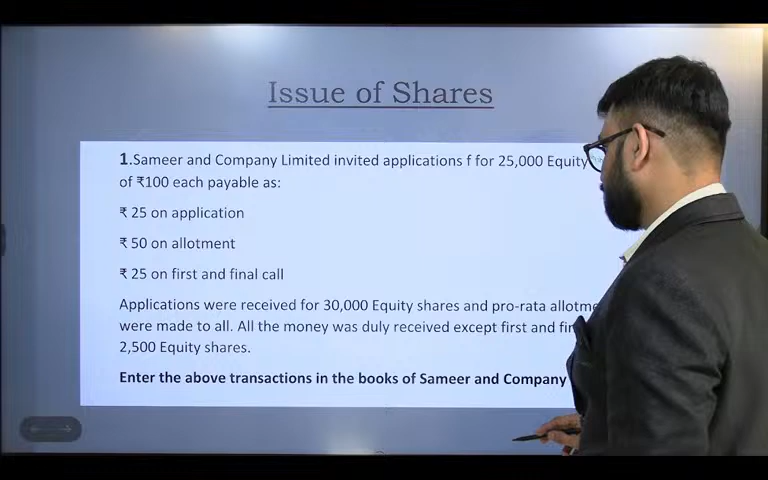 Issue of Shares
1.Sameer and Company Limited invited applications f for 25,000 Equity
of ₹100 each payable as:
₹ 25 on application
₹ 50 on allotment
₹ 25 on first and final call
Applications were received for 30,000 Equity shares and pro-rata
were made to all. All the money was duly received except first and
2,500 Equity shares.
Enter the above transactions in the books of Sameer and Company